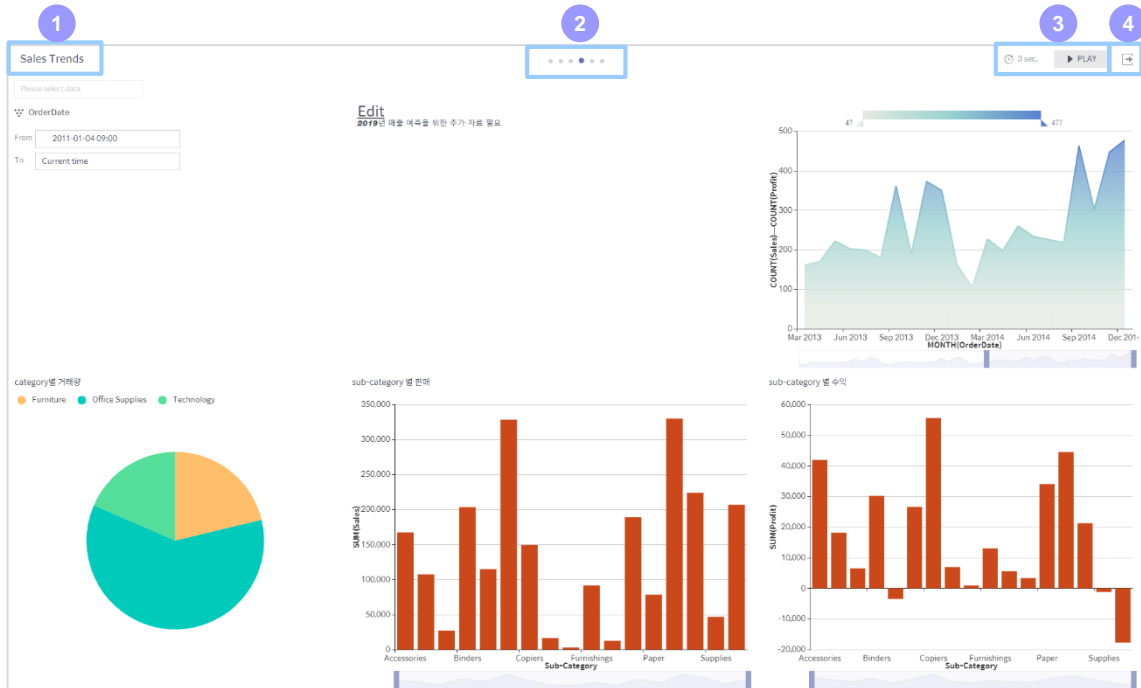 1
2
3
4
Sales Trends
3 sec.
PLAY
Please select data.
OrderDate
From
2011-01-04 09:00
To
Current time
Edit
2019년 매출 예측을 위한 추가 자료 필요
47
477
COUNT(Sales)—COUNT(Profit)
500
400
300
200
100
0
Mar 2013 Jun 2013 Sep 2013 Dec 2013 Mar 2014 Jun 2014 Sep 2014 Dec 201
MONTH(OrderDate)
category별 거래량
Furniture Office Supplies Technology
sub-category 별 판매
SUM(Sales)
350,000
300,000
250,000
200,000
150,000
100,000
50,000
0
Accessories Binders Copiers Furnishings Paper Supplies
Sub-Category
sub-category 별 수익
SUM(Profit)
60,000
50,000
40,000
30,000
20,000
10,000
0
-10,000
-20,000
Accessories Binders Copiers Furnishings Paper Supplies
Sub-Category